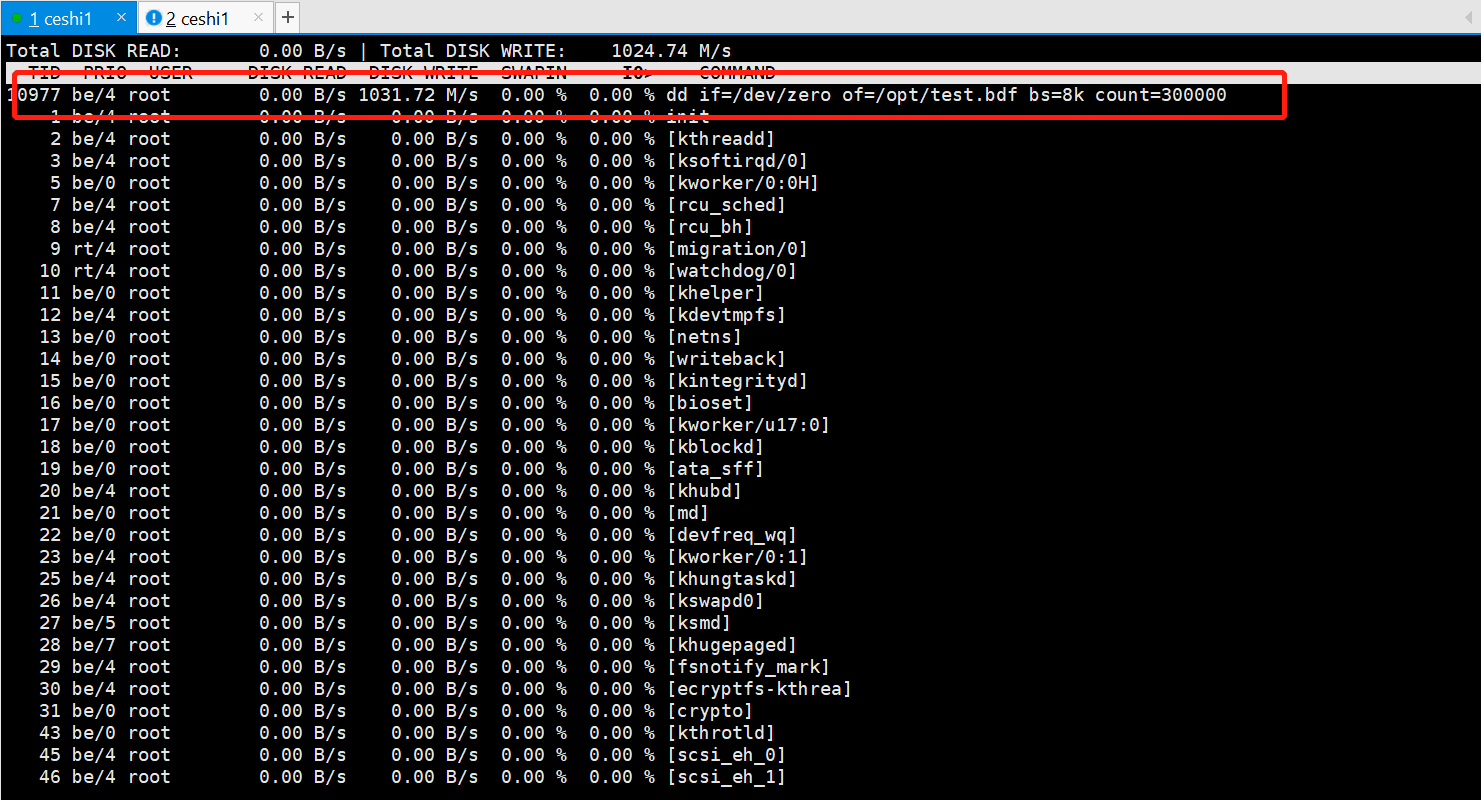 1 ceshi1 × 2 ceshi1 × +
Total DISK READ: 0.00 B/s | Total DISK WRITE: 1024.74 M/s
TID PRIO USER DISK READ DISK WRITE SWAPIN IO> COMMAND
10977 be/4 root 0.00 B/s 1031.72 M/s 0.00 % 0.00 % dd if=/dev/zero of=/opt/test.bdf bs=8k count=300000
1 be/4 root 0.00 B/s 0.00 B/s 0.00 % 0.00 % init
2 be/4 root 0.00 B/s 0.00 B/s 0.00 % 0.00 % [kthreadd]
3 be/4 root 0.00 B/s 0.00 B/s 0.00 % 0.00 % [ksoftirqd/0]
5 be/0 root 0.00 B/s 0.00 B/s 0.00 % 0.00 % [kworker/0:0H]
7 be/4 root 0.00 B/s 0.00 B/s 0.00 % 0.00 % [rcu_sched]
8 be/4 root 0.00 B/s 0.00 B/s 0.00 % 0.00 % [rcu_bh]
9 rt/4 root 0.00 B/s 0.00 B/s 0.00 % 0.00 % [migration/0]
10 rt/4 root 0.00 B/s 0.00 B/s 0.00 % 0.00 % [watchdog/0]
11 be/0 root 0.00 B/s 0.00 B/s 0.00 % 0.00 % [khelper]
12 be/4 root 0.00 B/s 0.00 B/s 0.00 % 0.00 % [kdevtmpfs]
13 be/0 root 0.00 B/s 0.00 B/s 0.00 % 0.00 % [netns]
14 be/0 root 0.00 B/s 0.00 B/s 0.00 % 0.00 % [writeback]
15 be/0 root 0.00 B/s 0.00 B/s 0.00 % 0.00 % [kintegrityd]
16 be/0 root 0.00 B/s 0.00 B/s 0.00 % 0.00 % [bioset]
17 be/0 root 0.00 B/s 0.00 B/s 0.00 % 0.00 % [kworker/u17:0]
18 be/0 root 0.00 B/s 0.00 B/s 0.00 % 0.00 % [kblockd]
19 be/0 root 0.00 B/s 0.00 B/s 0.00 % 0.00 % [ata_sff]
20 be/4 root 0.00 B/s 0.00 B/s 0.00 % 0.00 % [khubd]
21 be/0 root 0.00 B/s 0.00 B/s 0.00 % 0.00 % [md]
22 be/0 root 0.00 B/s 0.00 B/s 0.00 % 0.00 % [devfreq_wq]
23 be/4 root 0.00 B/s 0.00 B/s 0.00 % 0.00 % [kworker/0:1]
25 be/4 root 0.00 B/s 0.00 B/s 0.00 % 0.00 % [khungtaskd]
26 be/4 root 0.00 B/s 0.00 B/s 0.00 % 0.00 % [kswapd0]
27 be/5 root 0.00 B/s 0.00 B/s 0.00 % 0.00 % [ksmd]
28 be/7 root 0.00 B/s 0.00 B/s 0.00 % 0.00 % [khugepaged]
29 be/4 root 0.00 B/s 0.00 B/s 0.00 % 0.00 % [fsnotify_mark]
30 be/4 root 0.00 B/s 0.00 B/s 0.00 % 0.00 % [ecryptfs-kthrea]
31 be/0 root 0.00 B/s 0.00 B/s 0.00 % 0.00 % [crypto]
43 be/0 root 0.00 B/s 0.00 B/s 0.00 % 0.00 % [kthrotld]
45 be/4 root 0.00 B/s 0.00 B/s 0.00 % 0.00 % [scsi_eh_0]
46 be/4 root 0.00 B/s 0.00 B/s 0.00 % 0.00 % [scsi_eh_1]